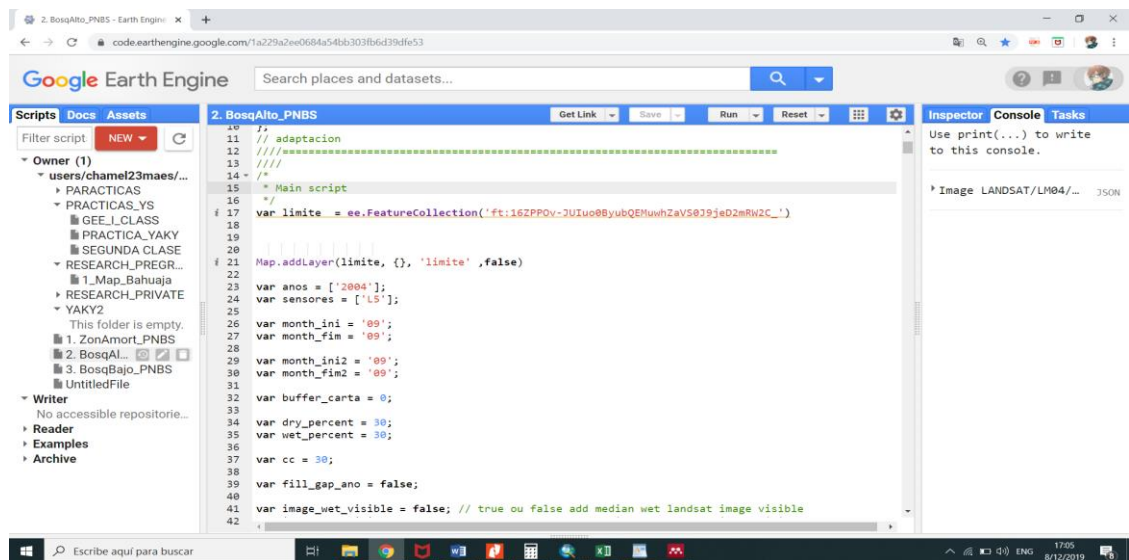 2. BosqAlto_PNBS - Earth Engine
code.earthengine.google.com/1a229a2ee0684a54bb303fb6d39dfe53
Google Earth Engine
Search places and datasets...
Scripts Docs Assets
Filter script NEW
Owner (1)
users/chamel23maes/...
PARACTICAS
PRACTICAS_YS
GEE_I_CLASS
PRACTICA_YAKY
SEGUNDA CLASE
RESEARCH_PREGR...
1_Map_Bahuaja
RESEARCH_PRIVATE
YAKY2
This folder is empty.
1. ZonAmort_PNBS
2. BosqAl...
3. BosqBajo_PNBS
UntitledFile
Writer
No accessible repositorie...
Reader
Examples
Archive
2. BosqAlto_PNBS
Get Link Save Run Reset
10 };
11 // adaptacion
12 ////==============================================================================
13 ////
14 /*
15 * Main script
16 */
i 17 var limite = ee.FeatureCollection('ft:16ZPPOv-JUIuo0ByubQEMuwhZaVS0J9jeD2mRW2C_')
18
19
20
i 21 Map.addLayer(limite, {}, 'limite' ,false)
22
23 var anos = ['2004'];
24 var sensores = ['L5'];
25
26 var month_ini = '09';
27 var month_fim = '09';
28
29 var month_ini2 = '09';
30 var month_fim2 = '09';
31
32 var buffer_carta = 0;
33
34 var dry_percent = 30;
35 var wet_percent = 30;
36
37 var cc = 30;
38
39 var fill_gap_ano = false;
40
41 var image_wet_visible = false; // true ou false add median wet landsat image visible
42
Inspector Console Tasks
Use print(...) to write
to this console.
Image LANDSAT/LM04/... JSON
Escribe aquí para buscar
ENG
17:05
8/12/2019